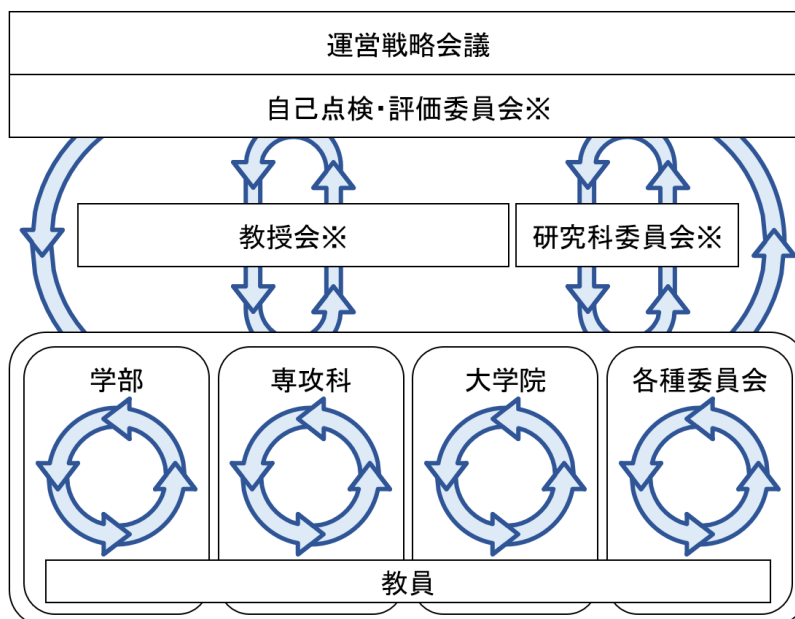 運営戦略会議
自己点検・評価委員会※
教授会※
研究科委員会※
学部
専攻科
大学院
各種委員会
教員